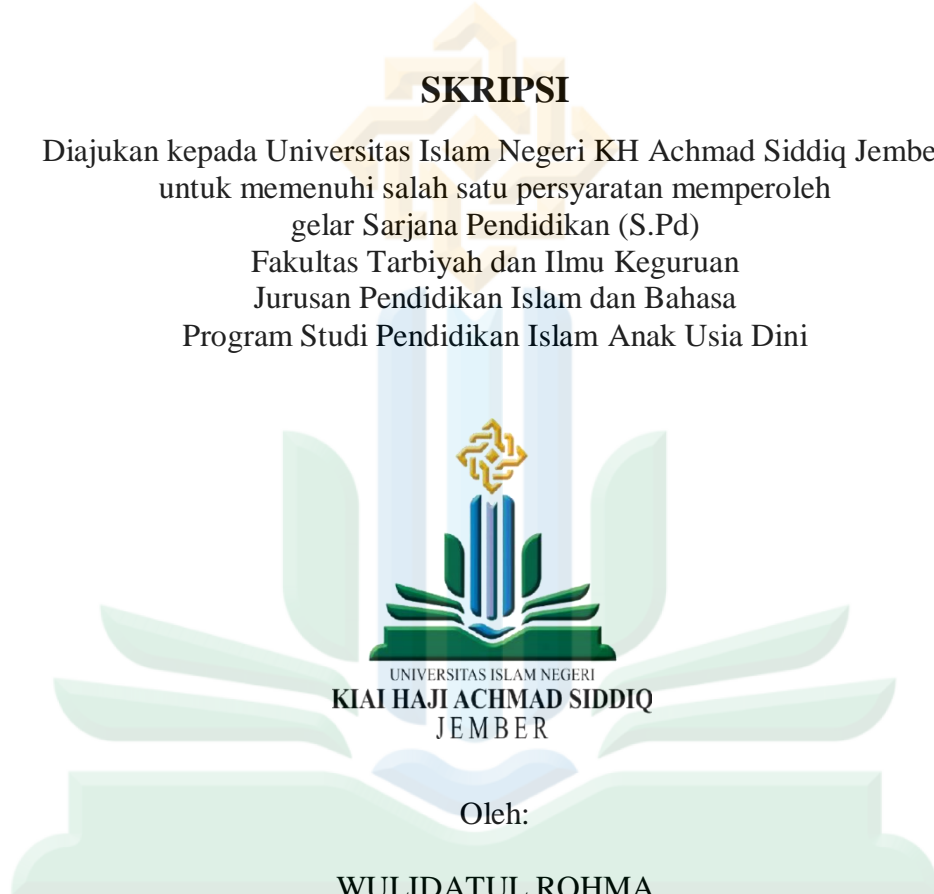 SKRIPSI
Diajukan kepada Universitas Islam Negeri KH Achmad Siddiq Jembe
untuk memenuhi salah satu persyaratan memperoleh
gelar Sarjana Pendidikan (S.Pd)
Fakultas Tarbiyah dan Ilmu Keguruan
Jurusan Pendidikan Islam dan Bahasa
Program Studi Pendidikan Islam Anak Usia Dini
UNIVERSITAS ISLAM NEGERI
KIAI HAJI ACHMAD SIDDIQ
JEMBER
Oleh:
WULIDATUL ROHMA